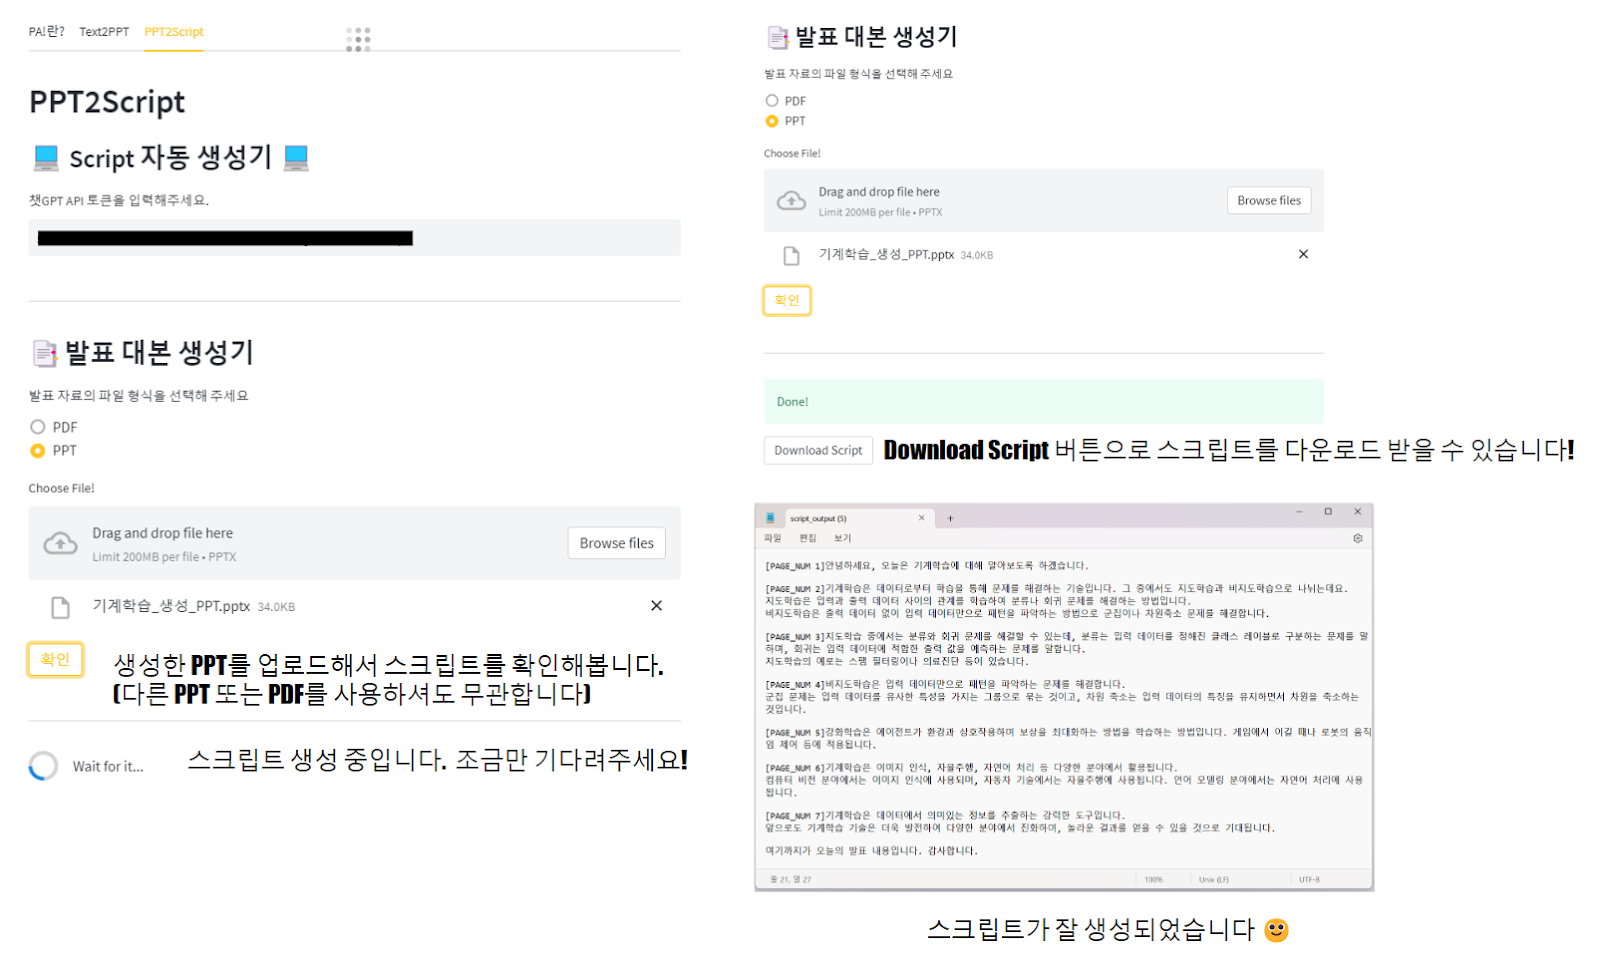 PA!란?
Text2PPT
PPT2Script
PPT2Script
Script 자동 생성기
챗GPT API 토큰을 입력해주세요.
발표 대본 생성기
발표 자료의 파일 형식을 선택해 주세요
PDF
PPT
Choose File!
Drag and drop file here
Limit 200MB per file • PPTX
Browse files
기계학습_생성_PPT.pptx 34.0KB
확인
생성한 PPT를 업로드해서 스크립트를 확인해봅니다.
(다른 PPT 또는 PDF를 사용하셔도 무관합니다)
Wait for it...
스크립트 생성 중입니다. 조금만 기다려주세요!
발표 대본 생성기
발표 자료의 파일 형식을 선택해 주세요
PDF
PPT
Choose File!
Drag and drop file here
Limit 200MB per file • PPTX
Browse files
기계학습_생성_PPT.pptx 34.0KB
확인
Done!
Download Script
Download Script 버튼으로 스크립트를 다운로드 받을 수 있습니다!
script_output (5)
파일 편집 보기
[PAGE_NUM 1]안녕하세요, 오늘은 기계학습에 대해 알아보도록 하겠습니다.
[PAGE_NUM 2]기계학습은 데이터로부터 학습을 통해 문제를 해결하는 기술입니다. 그 중에서도 지도학습과 비지도학습으로 나뉘는데요.
지도학습은 입력과 출력 데이터 사이의 관계를 학습하여 분류나 회귀 문제를 해결하는 방법입니다.
비지도학습은 출력 데이터 없이 입력 데이터만으로 패턴을 파악하는 방법으로 군집이나 차원축소 문제를 해결합니다.
[PAGE_NUM 3]지도학습 중에서는 분류와 회귀 문제를 해결할 수 있는데, 분류는 입력 데이터를 정해진 클래스 레이블로 구분하는 문제를 말
하며, 회귀는 입력 데이터에 적합한 출력 값을 예측하는 문제를 말합니다.
지도학습의 예로는 스팸 필터링이나 의료진단 등이 있습니다.
[PAGE_NUM 4]비지도학습은 입력 데이터만으로 패턴을 파악하는 문제를 해결합니다.
군집 문제는 입력 데이터를 유사한 특성을 가지는 그룹으로 묶는 것이고, 차원 축소는 입력 데이터의 특징을 유지하면서 차원을 축소하는
것입니다.
[PAGE_NUM 5]강화학습은 에이전트가 환경과 상호작용하며 보상을 최대화하는 방법을 학습하는 방법입니다. 게임에서 이길 때나 로봇의 움직
임 제어 등에 적용됩니다.
[PAGE_NUM 6]기계학습은 이미지 인식, 자율주행, 자연어 처리 등 다양한 분야에서 활용됩니다.
컴퓨터 비전 분야에서는 이미지 인식에 사용되며, 자동차 기술에서는 자율주행에 사용됩니다. 언어 모델링 분야에서는 자연어 처리에 사용
됩니다.
[PAGE_NUM 7]기계학습은 데이터에서 의미있는 정보를 추출하는 강력한 도구입니다.
앞으로도 기계학습 기술은 더욱 발전하여 다양한 분야에서 진화하며, 놀라운 결과를 얻을 수 있을 것으로 기대됩니다.
여기까지가 오늘의 발표 내용입니다. 감사합니다.
줄 21, 열 27
100%
Unix (LF)
UTF-8
스크립트가 잘 생성되었습니다